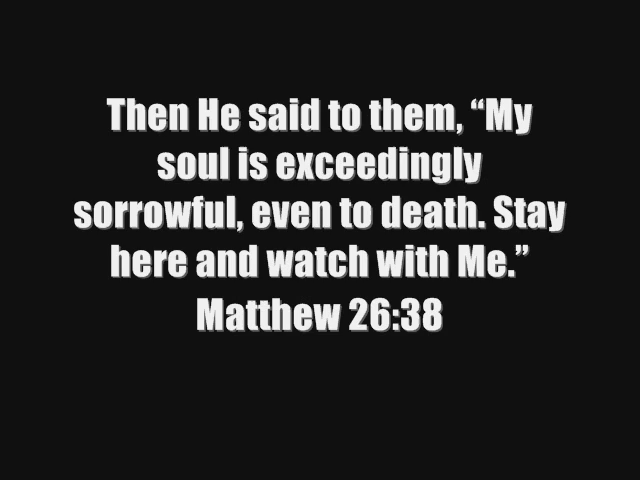 Then He said to them, “My
soul is exceedingly
sorrowful, even to death. Stay
here and watch with Me.”
Matthew 26:38